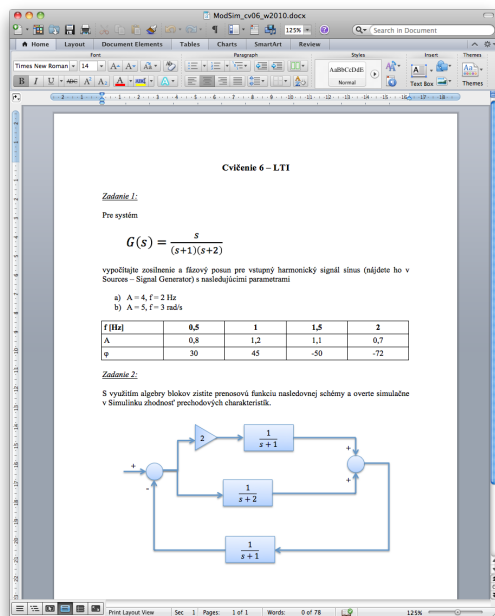 ModSim_cv06_w2010.docx
125%
Search in Document
Home Layout Document Elements Tables Charts SmartArt Review
Font Paragraph Styles Insert Themes
Times New Roman 14 A A Aa
AaBbCcDdE
Normal
Text Box Themes
B I U ABC A A
Cvičenie 6 – LTI
Zadanie 1:
Pre systém
G(s) = s / (s+1)(s+2)
vypočítajte zosilnenie a fázový posun pre vstupný harmonický signál sínus (nájdete ho v
Sources – Signal Generator) s nasledujúcimi parametrami
a) A = 4, f = 2 Hz
b) A = 5, f = 3 rad/s
f [Hz] 0,5 1 1,5 2
A 0,8 1,2 1,1 0,7
φ 30 45 -50 -72
Zadanie 2:
S využitím algebry blokov zistite prenosovú funkciu nasledovnej schémy a overte simulačne
v Simulinku zhodnosť prechodových charakteristík.
2
1 / s + 1
+
+
-
+
1 / s + 2
1 / s + 1
Print Layout View Sec 1 Pages: 1 of 1 Words: 0 of 78 125%